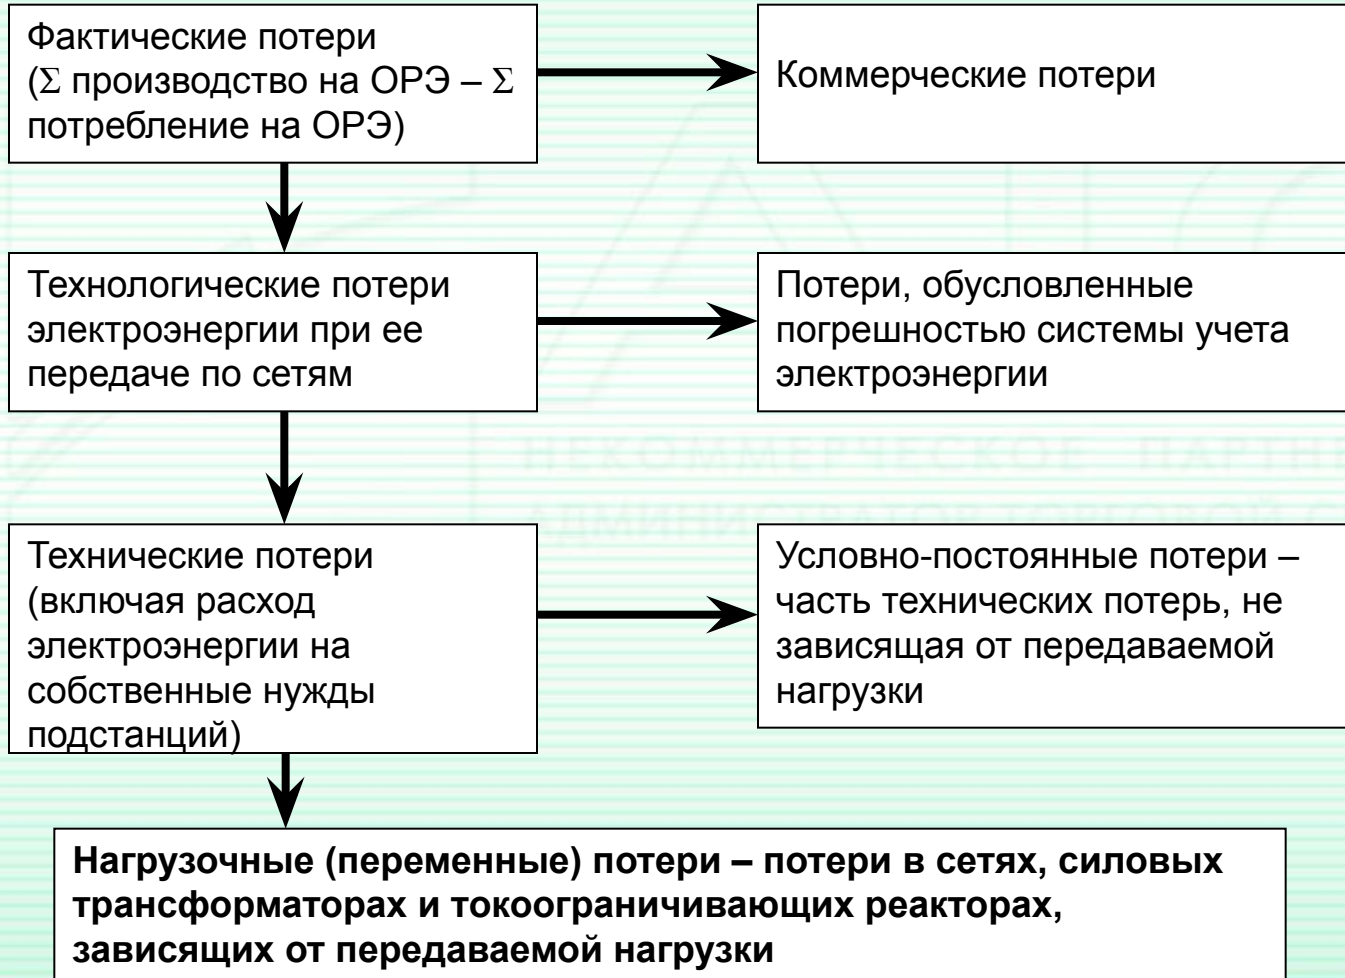 Фактические потери
(Σ производство на ОРЭ – Σ
потребление на ОРЭ)
Коммерческие потери
Технологические потери
электроэнергии при ее
передаче по сетям
Потери, обусловленные
погрешностью системы учета
электроэнергии
НЕКОММЕРЧЕСКОЕ
АДМИНИСТРАТОР ТОРГОВОЙ
Технические потери
(включая расход
электроэнергии на
собственные нужды
подстанций)
Условно-постоянные потери –
часть технических потерь, не
зависящая от передаваемой
нагрузки
Нагрузочные (переменные) потери – потери в сетях, силовых
трансформаторах и токоограничивающих реакторах,
зависящих от передаваемой нагрузки